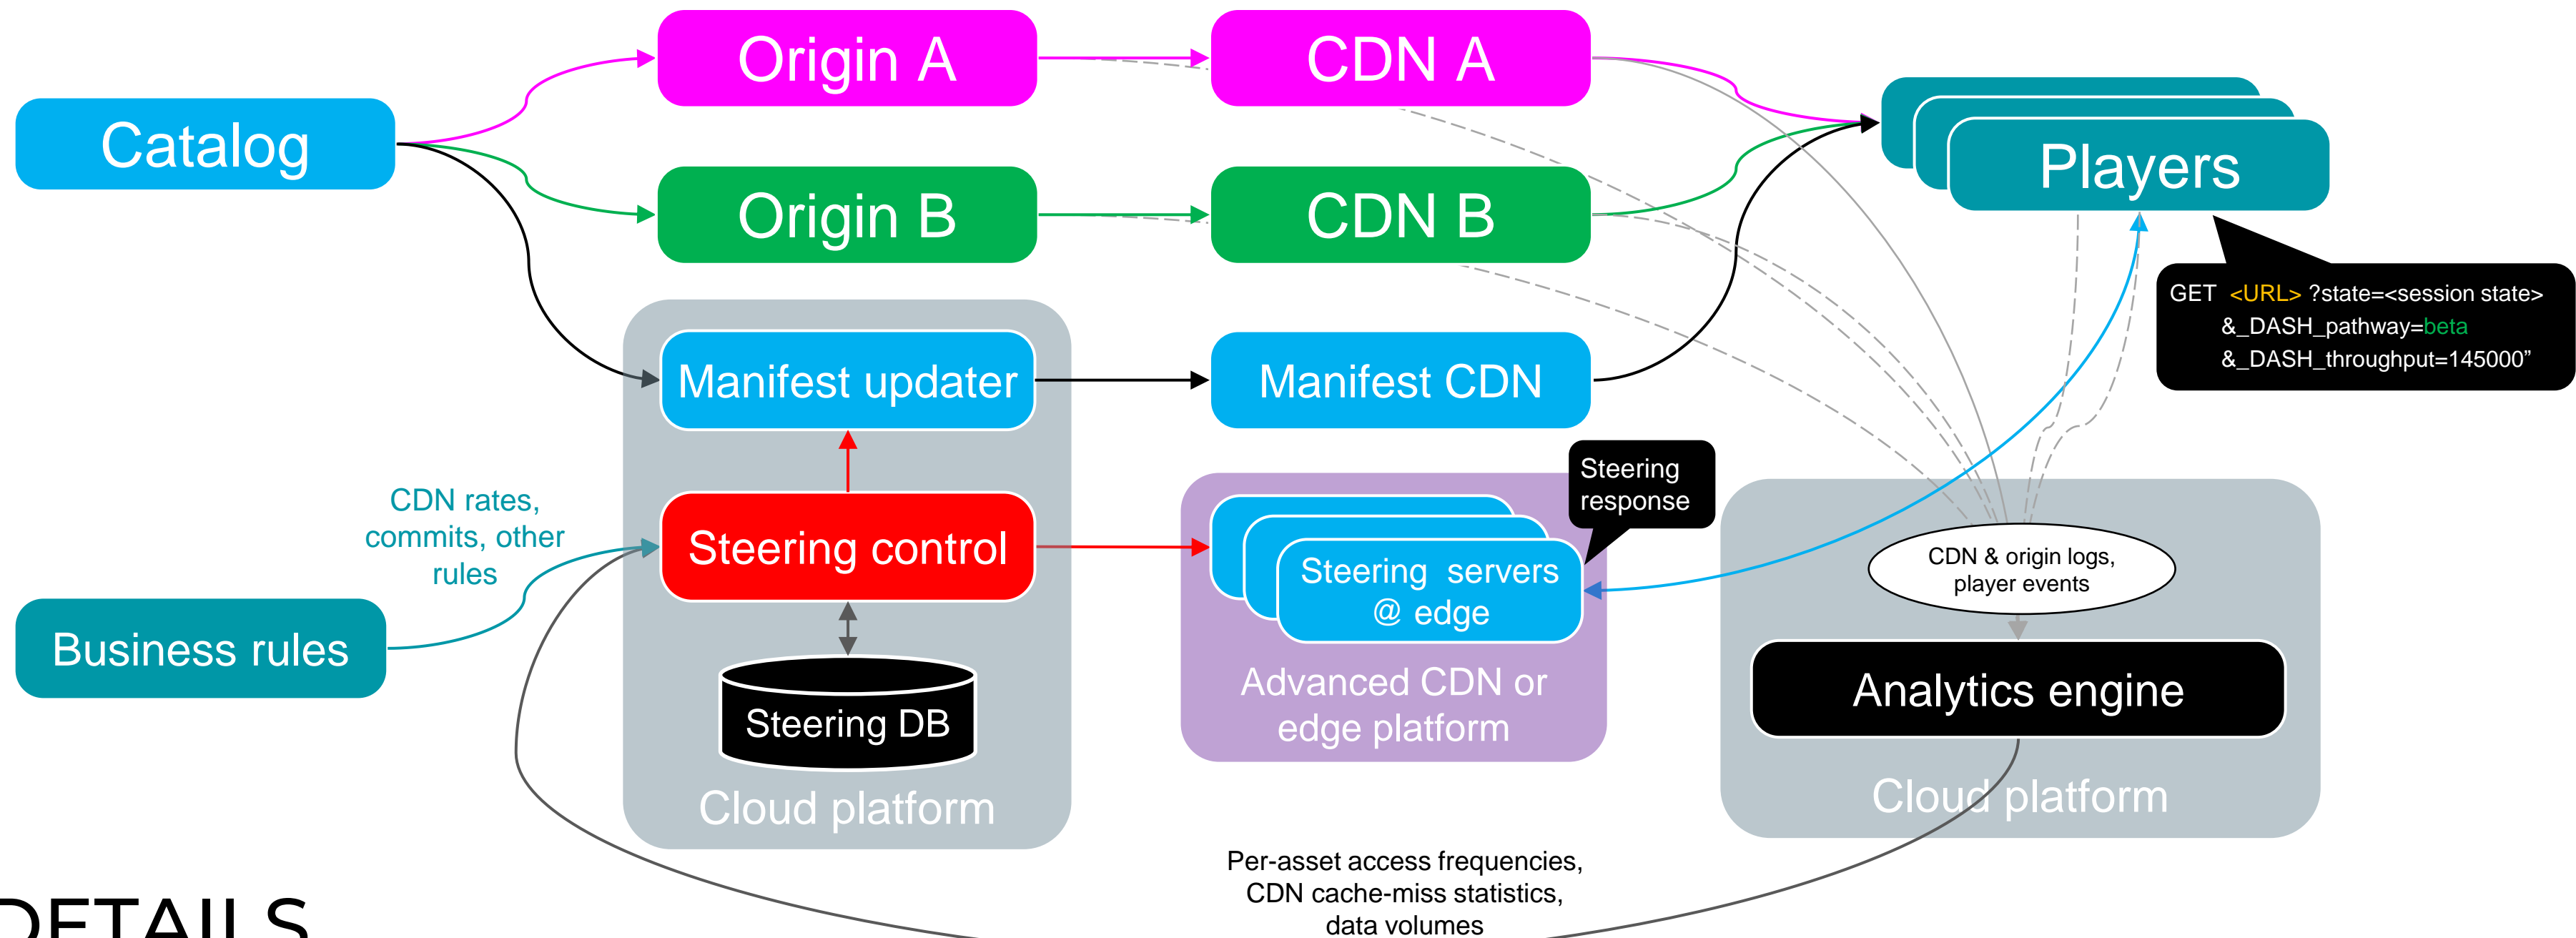 Origin A
CDN A
Catalog
Players
Origin B
CDN B
GET <URL> ?state=<session state>
&_DASH_pathway=beta
&_DASH_throughput=145000”
Manifest updater
Manifest CDN
Steering
response
CDN rates,
commits, other
rules
Steering control
Steering servers
@ edge
CDN & origin logs,
player events
Business rules
Steering DB
Advanced CDN or
edge platform
Analytics engine
Cloud platform
Cloud platform
Per-asset access frequencies,
CDN cache-miss statistics,
data volumes
DETAILS